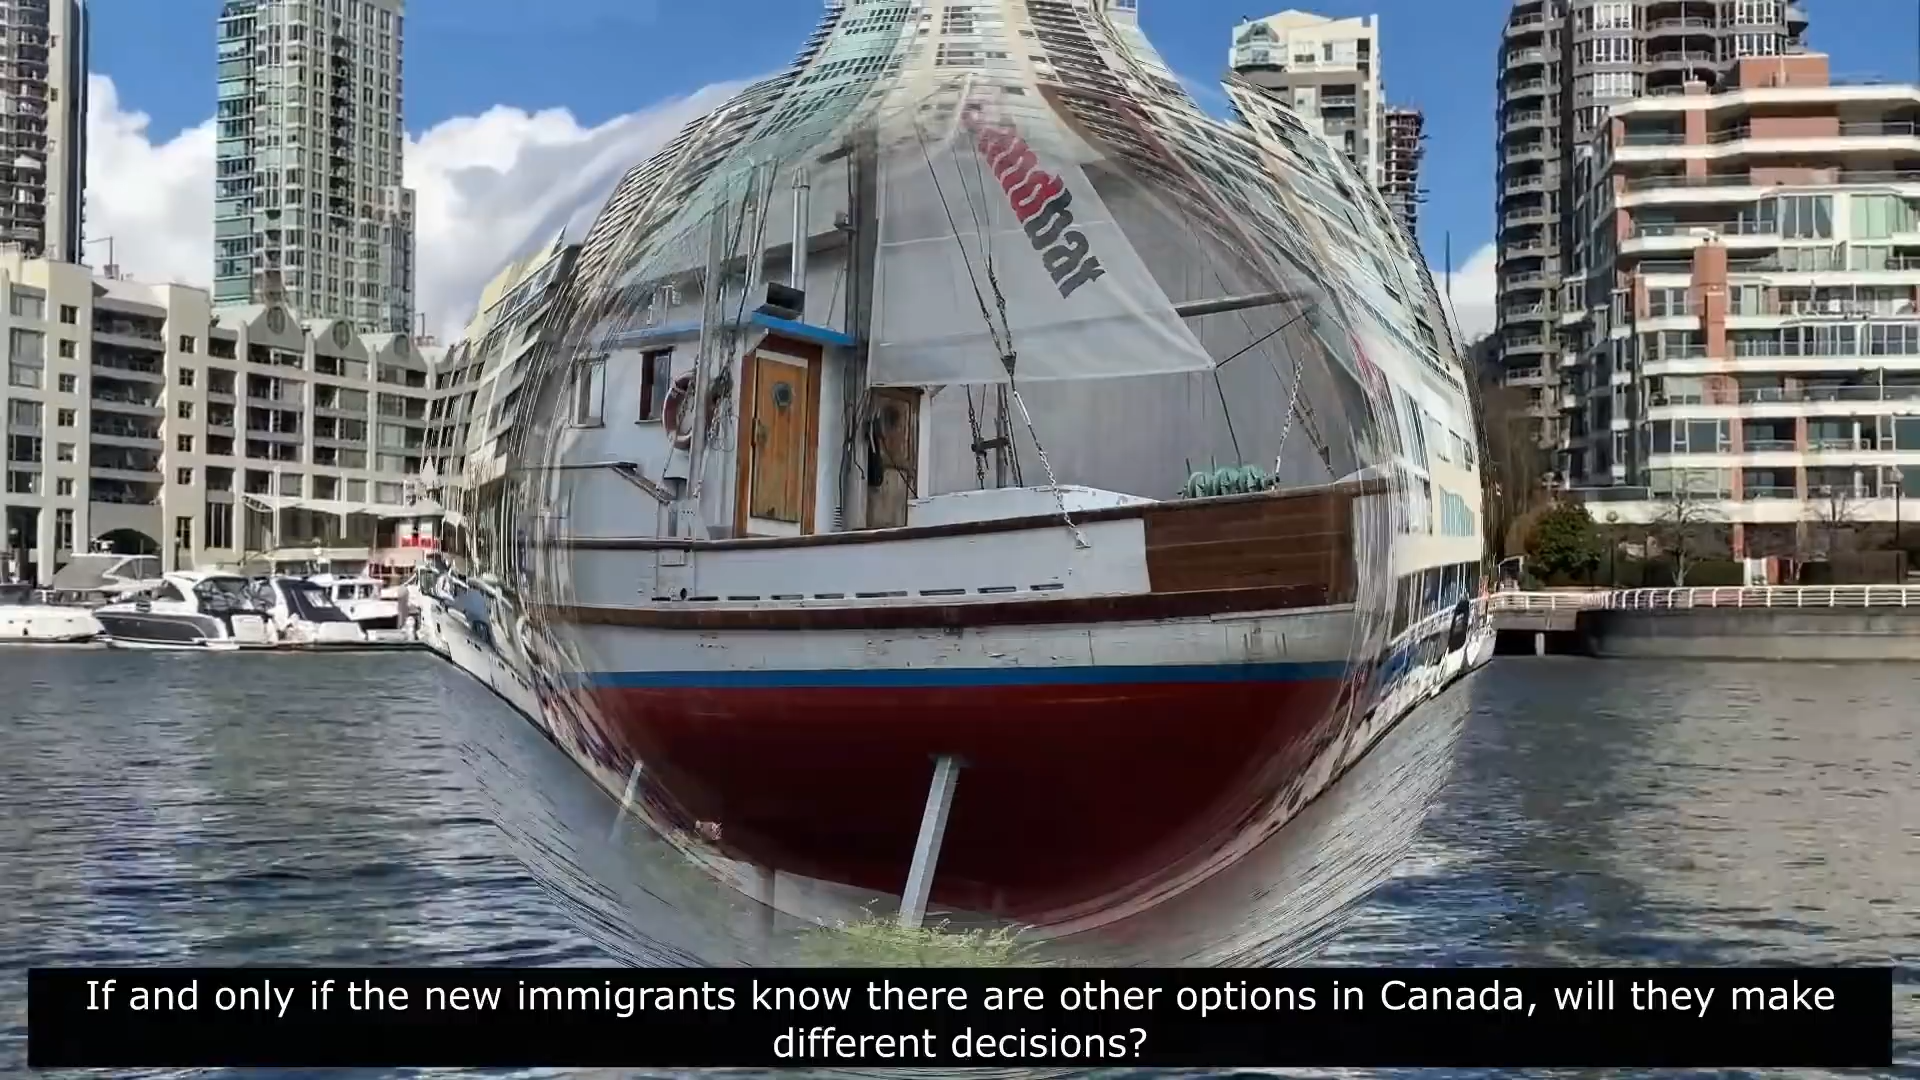 sandbar
If and only if the new immigrants know there are other options in Canada, will they make
different decisions?